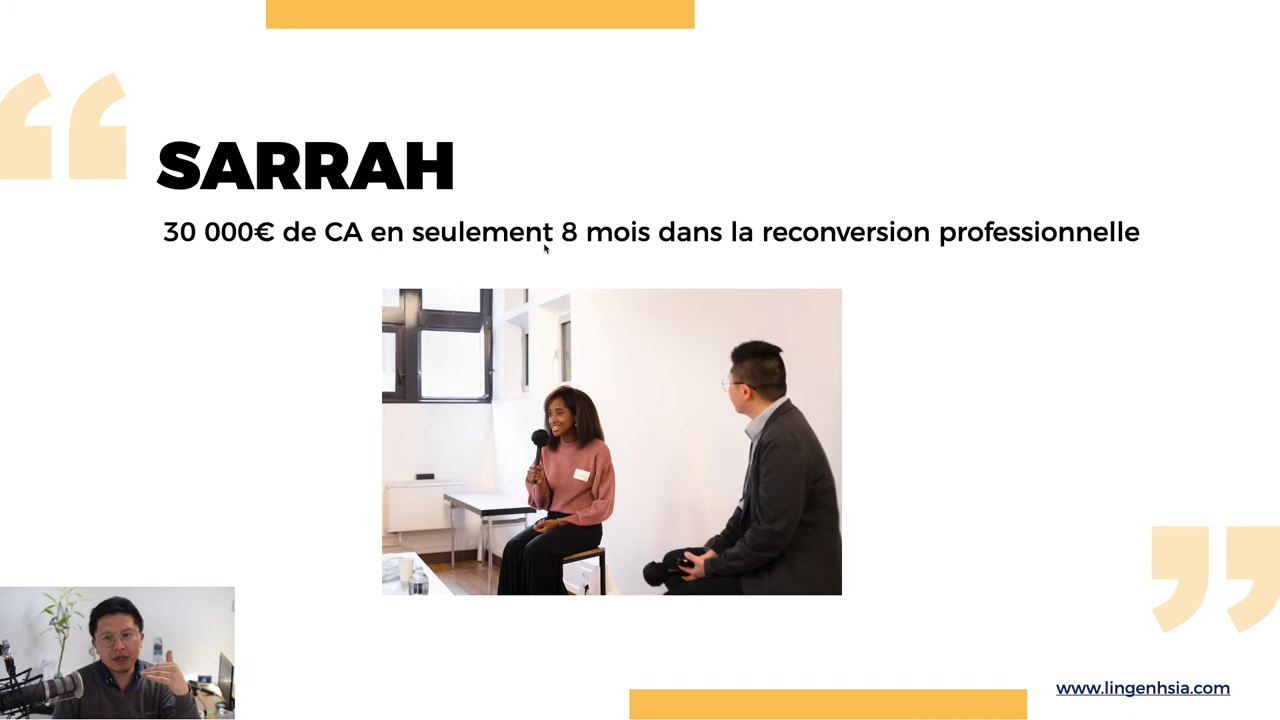 SARRAH
30 000€ de CA en seulement 8 mois dans la reconversion professionnelle
www.lingenhsia.com